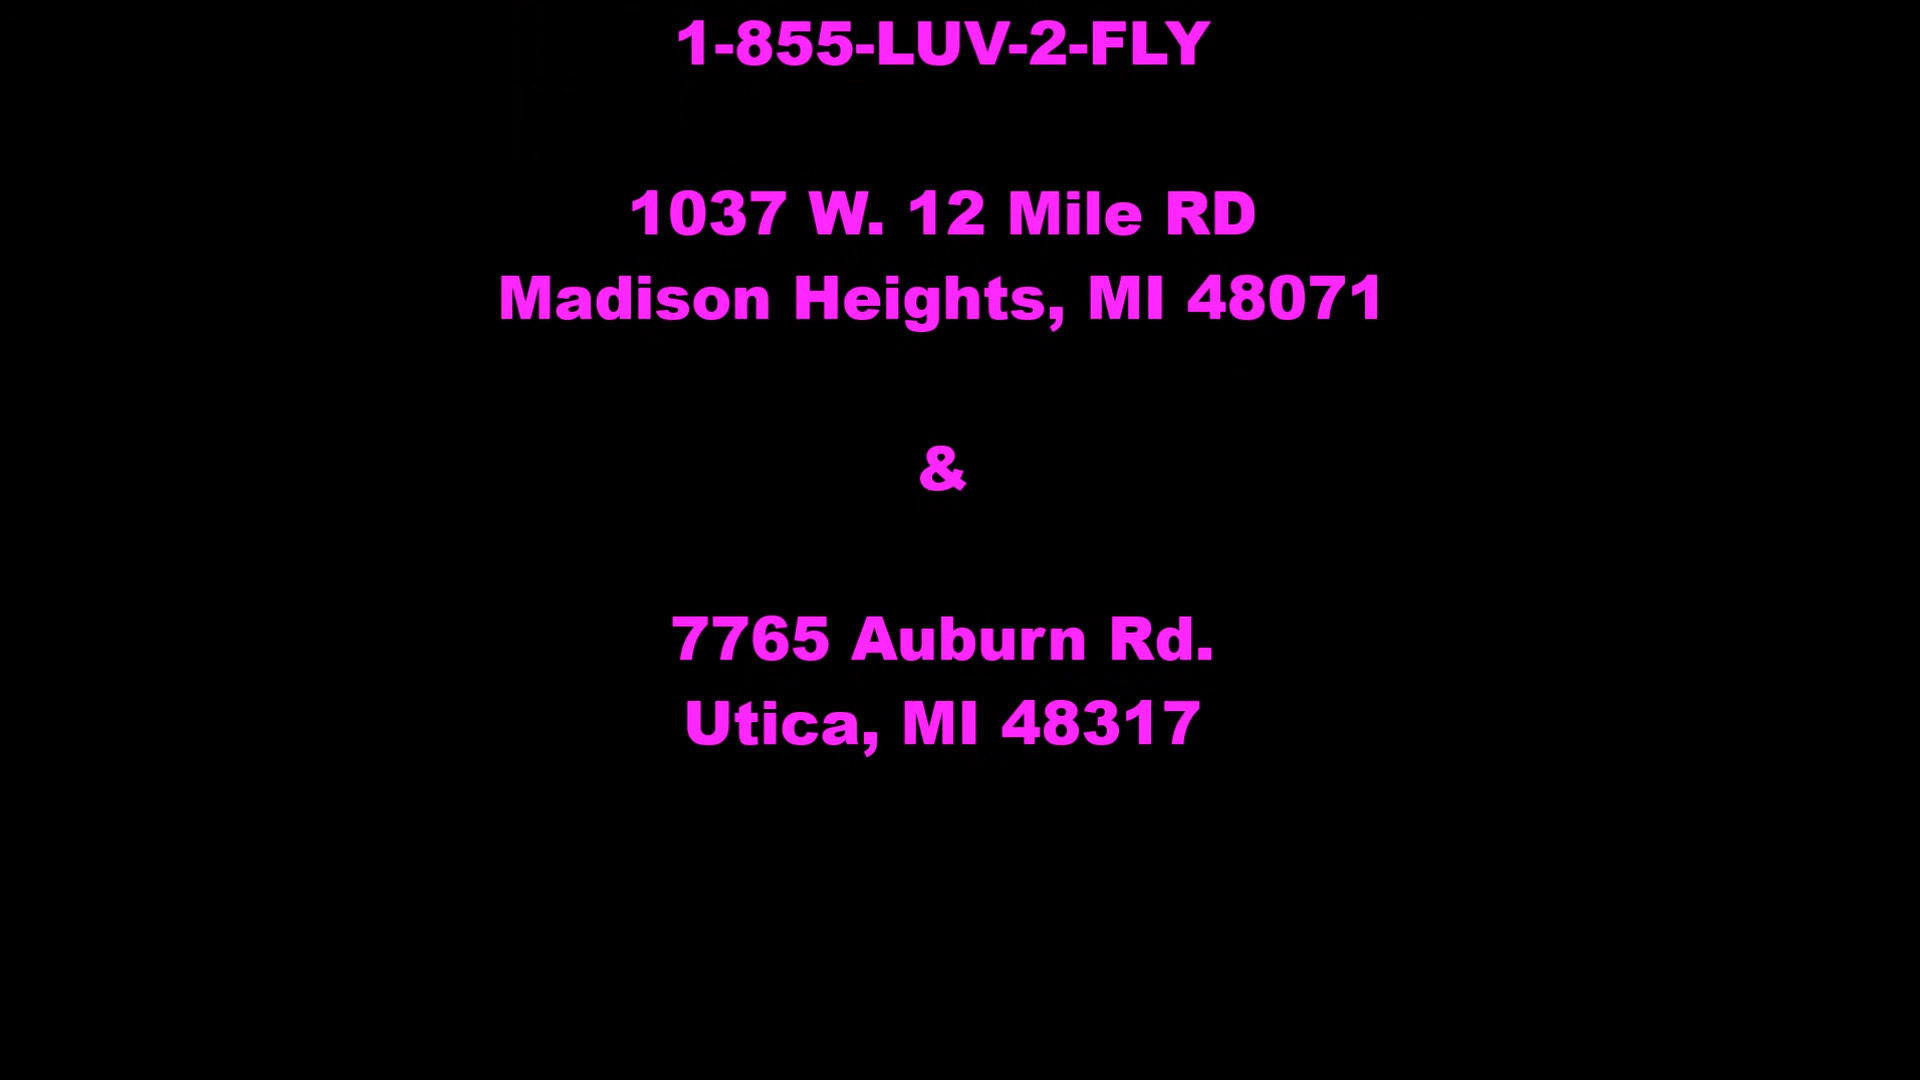 1-855-LUV-2-FLY
1037 W. 12 Mile RD
Madison Heights, MI 48071
&
7765 Auburn Rd.
Utica, MI 48317